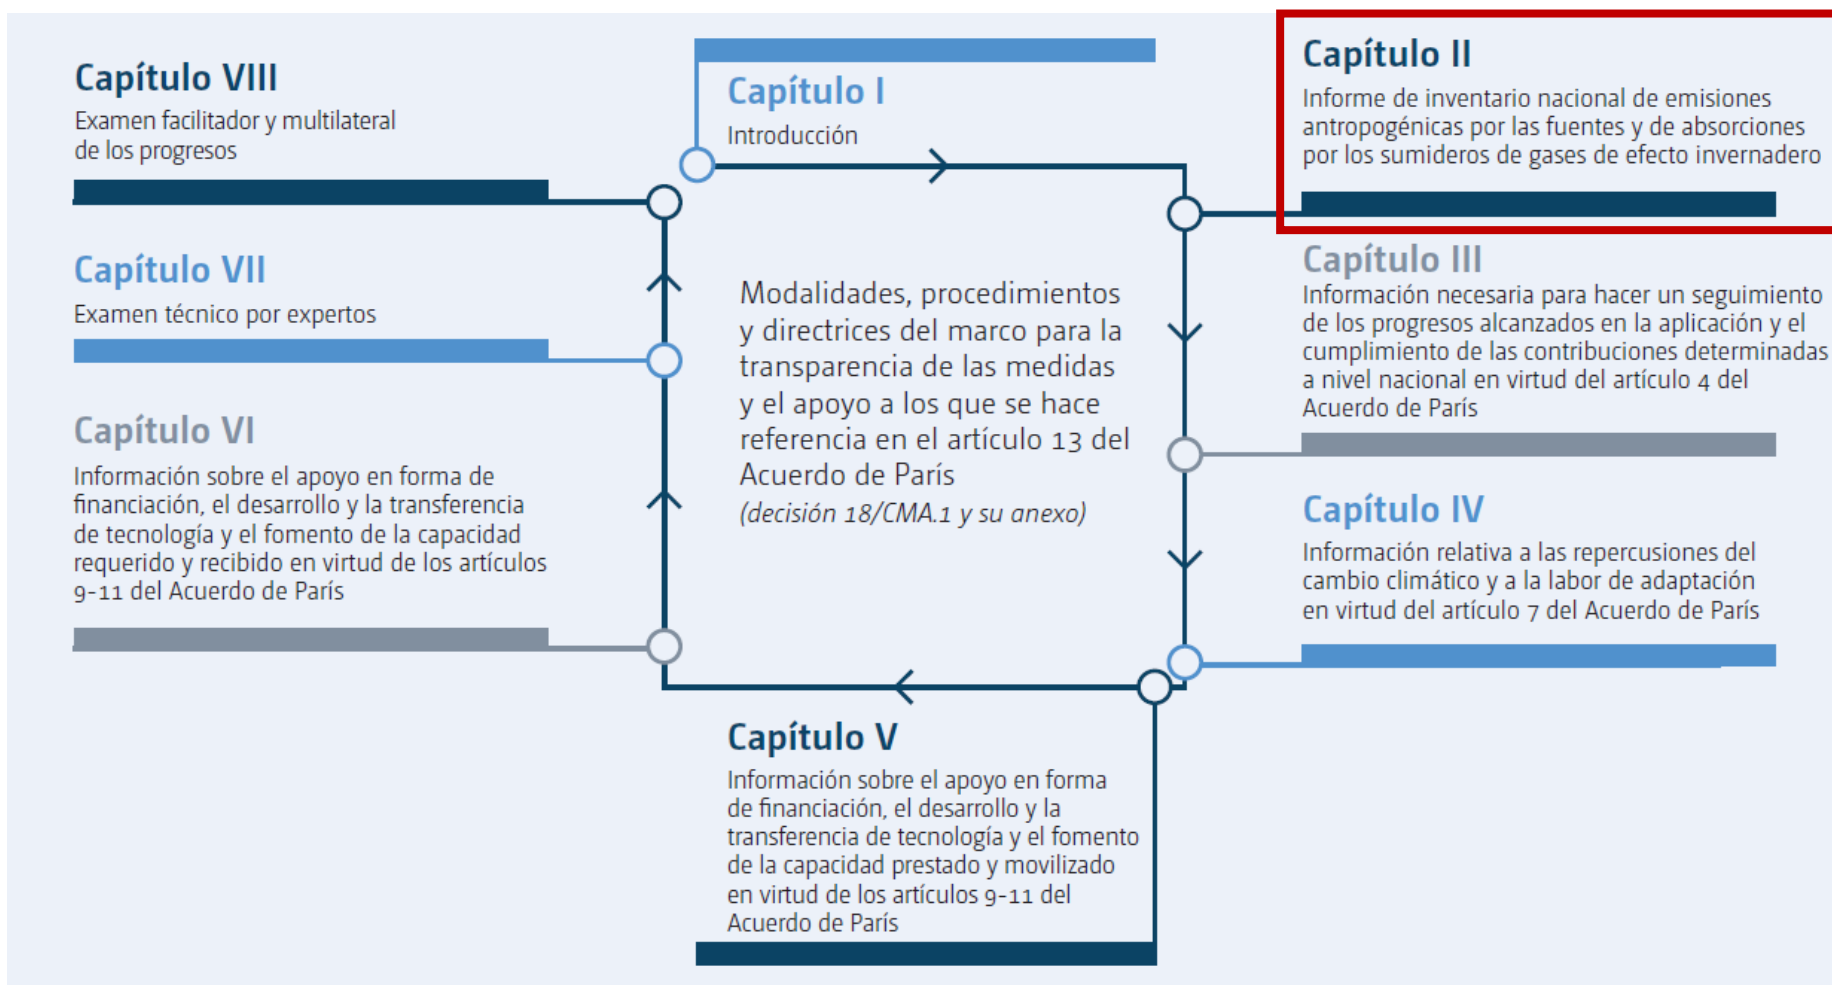 Capítulo I
Introducción
Capítulo II
Informe de inventario nacional de emisiones
antropogénicas por las fuentes y de absorciones
por los sumideros de gases de efecto invernadero
Capítulo III
Información necesaria para hacer un seguimiento
de los progresos alcanzados en la aplicación y el
cumplimiento de las contribuciones determinadas
a nivel nacional en virtud del artículo 4 del
Acuerdo de París
Capítulo IV
Información relativa a las repercusiones del
cambio climático y a la labor de adaptación
en virtud del artículo 7 del Acuerdo de París
Capítulo V
Información sobre el apoyo en forma
de financiación, el desarrollo y la
transferencia de tecnología y el fomento
de la capacidad prestado y movilizado
en virtud de los artículos 9-11 del
Acuerdo de París
Capítulo VI
Información sobre el apoyo en forma de
financiación, el desarrollo y la transferencia
de tecnología y el fomento de la capacidad
requerido y recibido en virtud de los artículos
9-11 del Acuerdo de París
Capítulo VII
Examen técnico por expertos
Capítulo VIII
Examen facilitador y multilateral
de los progresos
Modalidades, procedimientos
y directrices del marco para la
transparencia de las medidas
y el apoyo a los que se hace
referencia en el artículo 13 del
Acuerdo de París
(decisión 18/CMA.1 y su anexo)